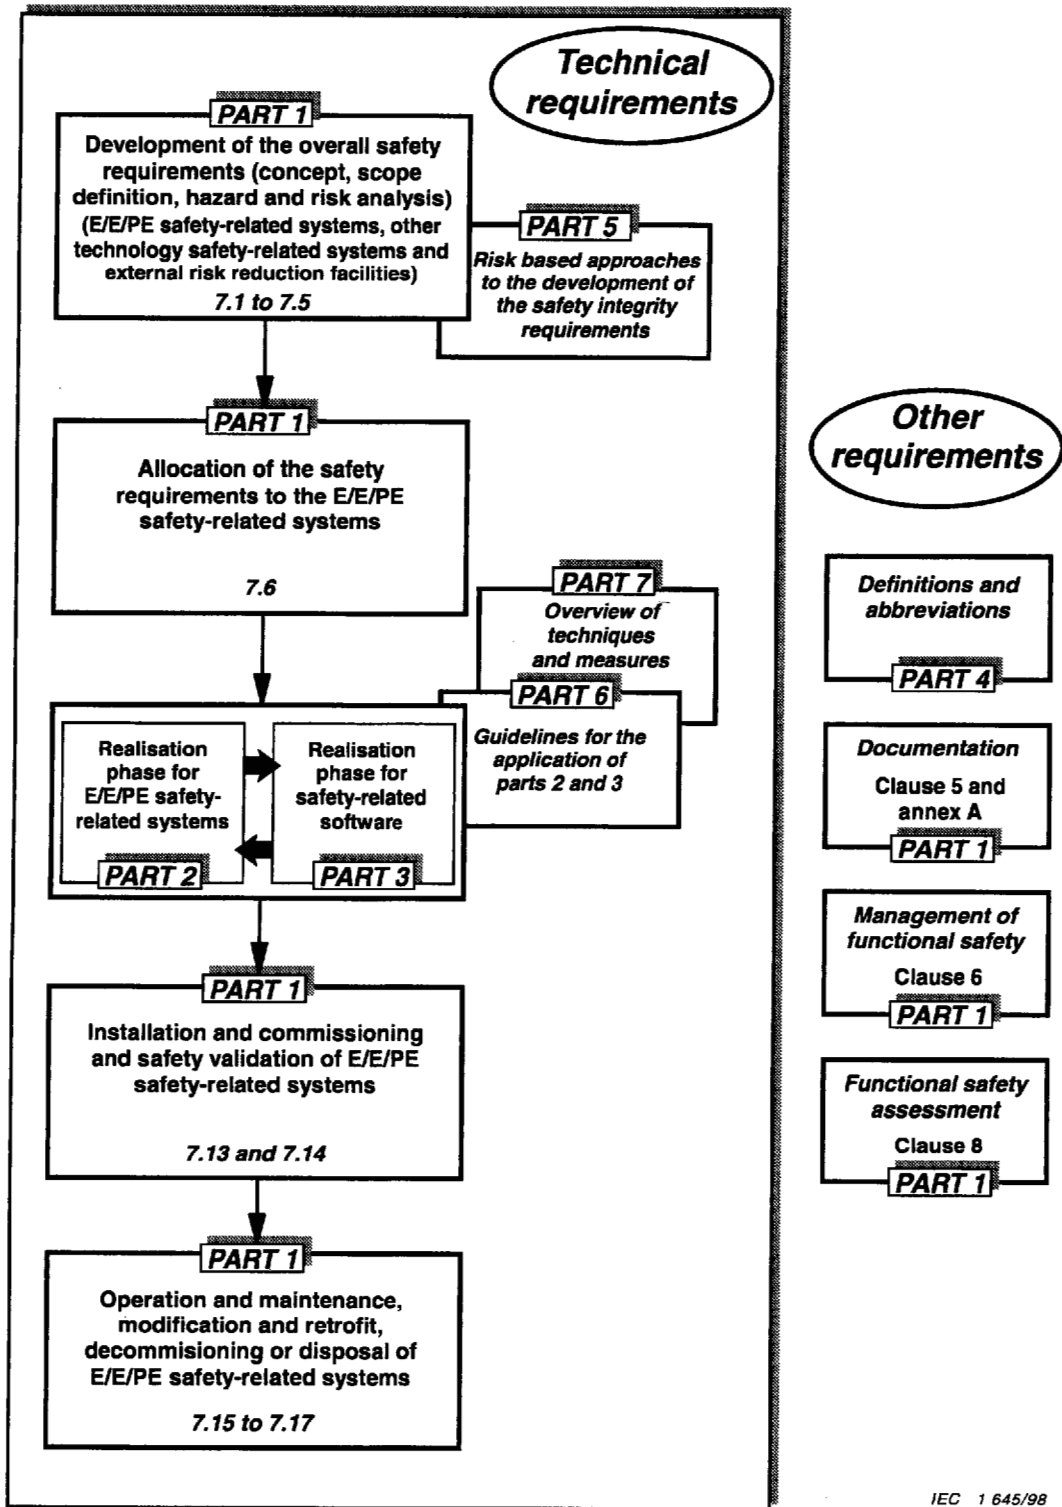 Technical
requirements
PART 1
Development of the overall safety
requirements (concept, scope
definition, hazard and risk analysis)
(E/E/PE safety-related systems, other
technology safety-related systems and
external risk reduction facilities)
7.1 to 7.5
PART 5
Risk based approaches
to the development of
the safety integrity
requirements
PART 1
Allocation of the safety
requirements to the E/E/PE
safety-related systems
7.6
PART 7
Overview of
techniques
and measures
PART 6
Guidelines for the
application of
parts 2 and 3
Realisation
phase for
E/E/PE safety-
related systems
PART 2
Realisation
phase for
safety-related
software
PART 3
PART 1
Installation and commissioning
and safety validation of E/E/PE
safety-related systems
7.13 and 7.14
PART 1
Operation and maintenance,
modification and retrofit,
decommisioning or disposal of
E/E/PE safety-related systems
7.15 to 7.17
Other
requirements
Definitions and
abbreviations
PART 4
Documentation
Clause 5 and
annex A
PART 1
Management of
functional safety
Clause 6
PART 1
Functional safety
assessment
Clause 8
PART 1
IEC 1 645/98